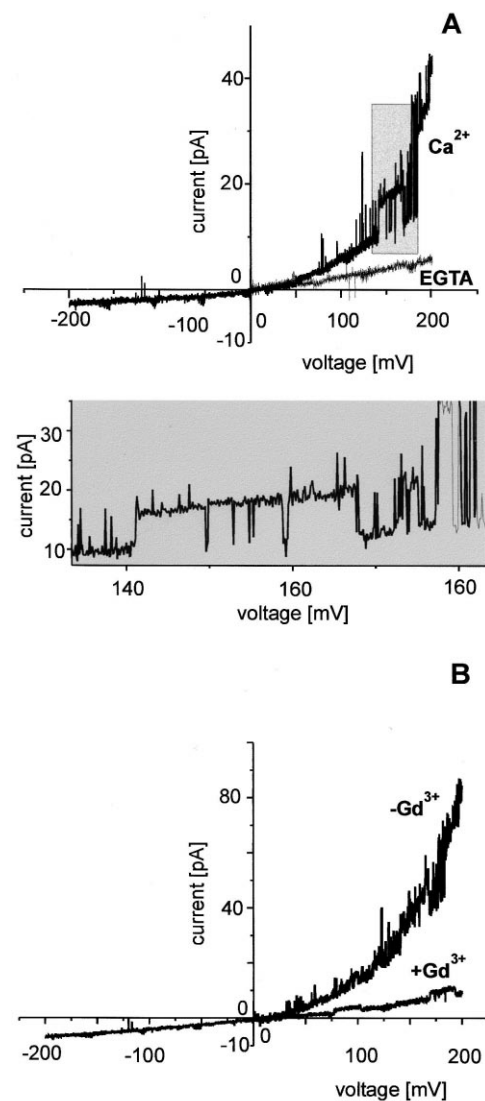 A
40
Ca²⁺
current [pA]
20
0
EGTA
-200
-100
0
100
200
-10
voltage [mV]
30
current [pA]
20
10
140
160
160
voltage [mV]
B
80
-Gd³⁺
current [pA]
40
+Gd³⁺
0
-200
-100
-10
0
100
200
voltage [mV]